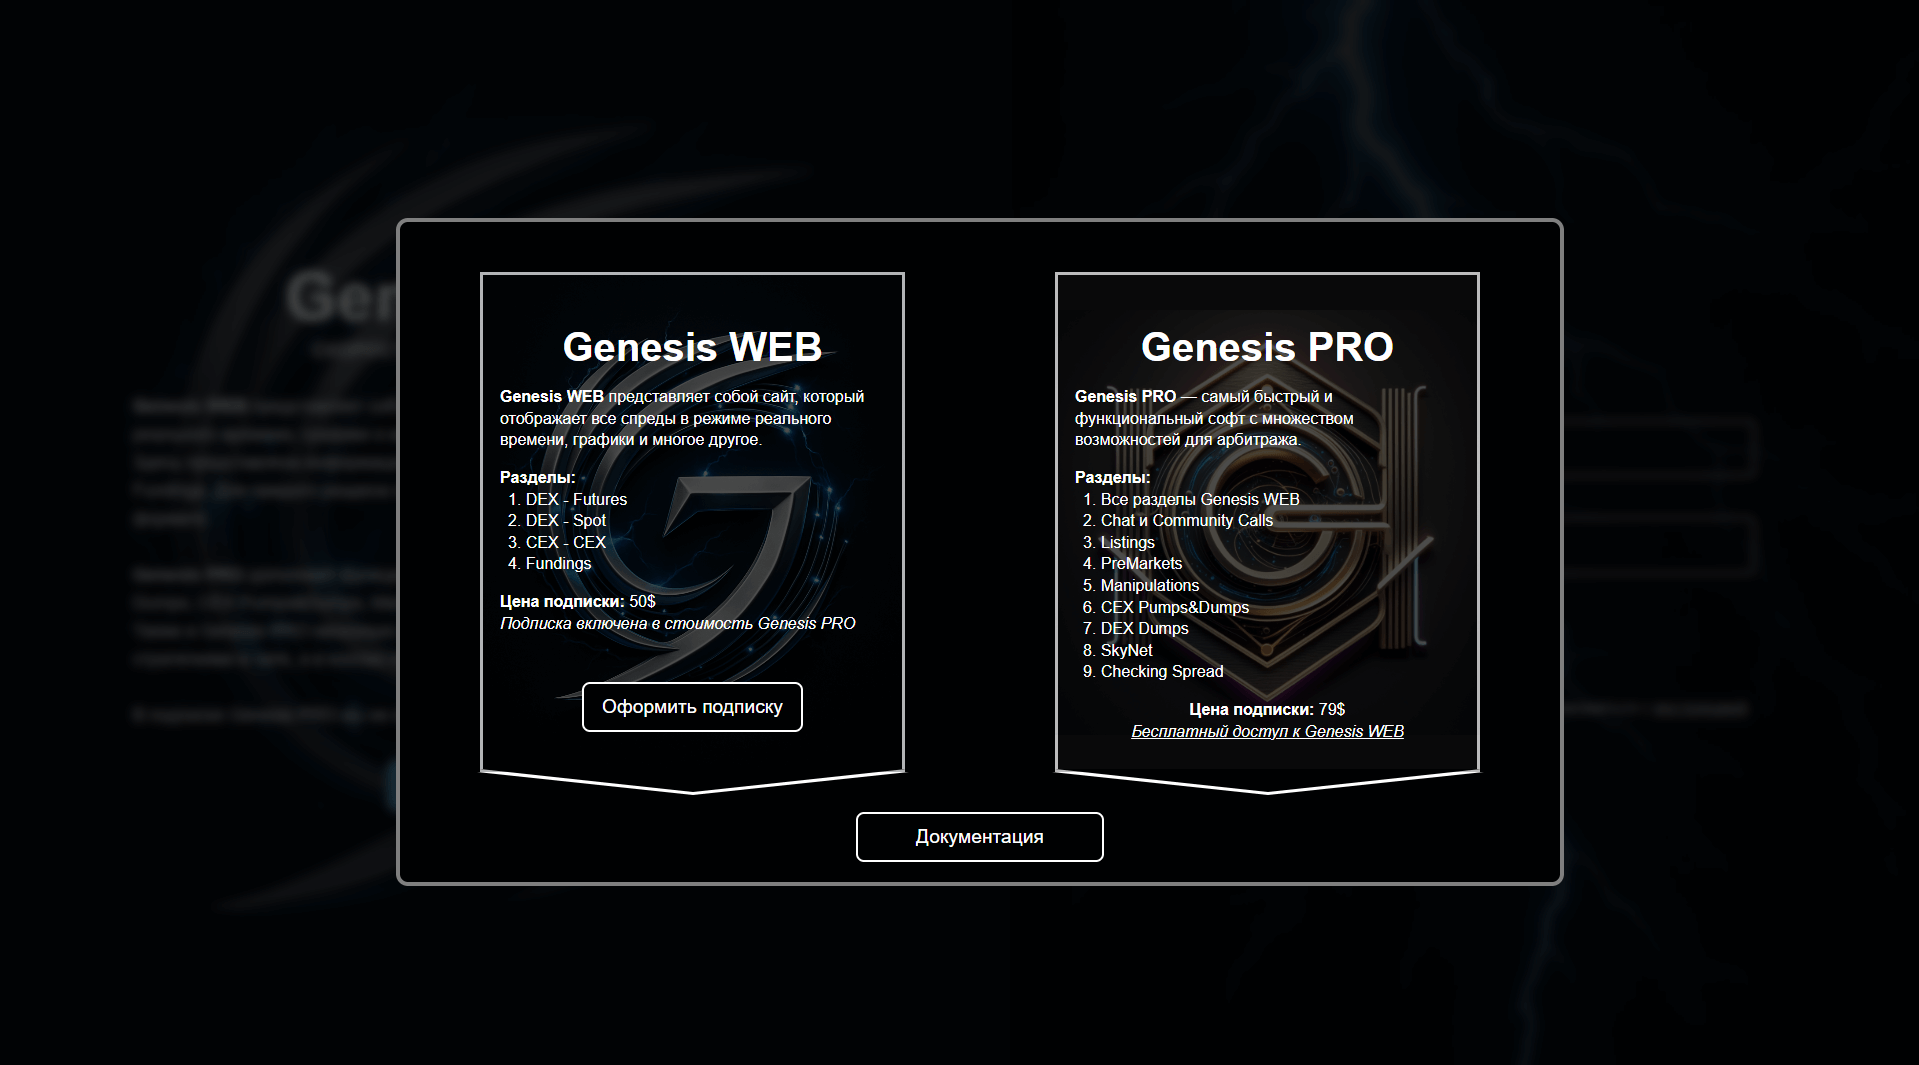 Genesis WEB
Genesis WEB представляет собой сайт, который
отображает все спреды в режиме реального
времени, графики и многое другое.
Разделы:
1. DEX - Futures
2. DEX - Spot
3. CEX - CEX
4. Fundings
Цена подписки: 50$
Подписка включена в стоимость Genesis PRO
Оформить подписку
Genesis PRO
Genesis PRO — самый быстрый и
функциональный софт с множеством
возможностей для арбитража.
Разделы:
1. Все разделы Genesis WEB
2. Chat и Community Calls
3. Listings
4. PreMarkets
5. Manipulations
6. CEX Pumps&Dumps
7. DEX Dumps
8. SkyNet
9. Checking Spread
Цена подписки: 79$
Бесплатный доступ к Genesis WEB
Документация